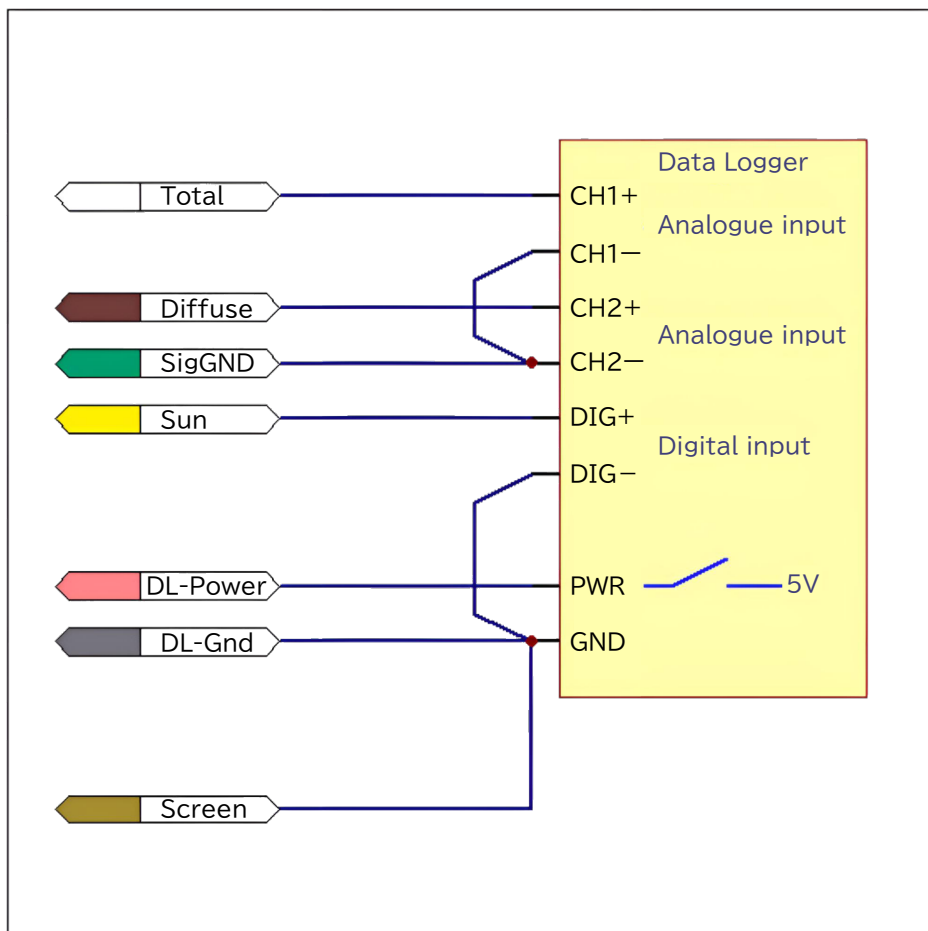 Data Logger
Total
CH1+
Analogue input
CH1−
Diffuse
CH2+
Analogue input
SigGND
CH2−
Sun
DIG+
Digital input
DIG−
DL-Power
PWR
5V
DL-Gnd
GND
Screen